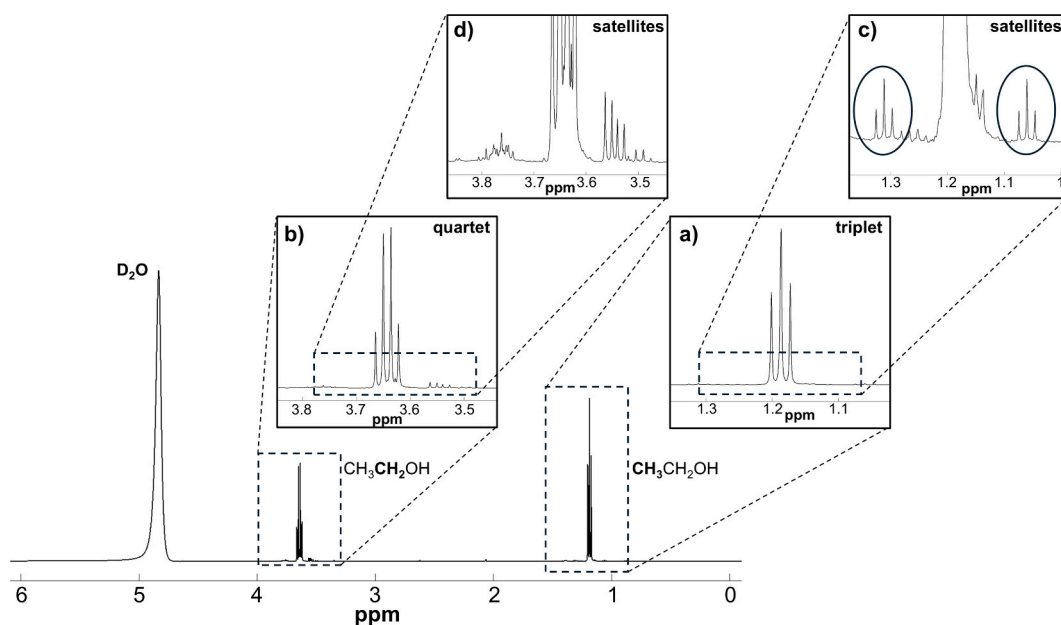 d) satellites
3.8 3.7 3.6 3.5
ppm
c) satellites
1.3 1.2 1.1 1
ppm
b) quartet
3.8 3.7 3.6 3.5
ppm
a) triplet
1.3 1.2 1.1
ppm
D₂O
CH₃CH₂OH
CH₃CH₂OH
6 5 4 3 2 1 0
ppm